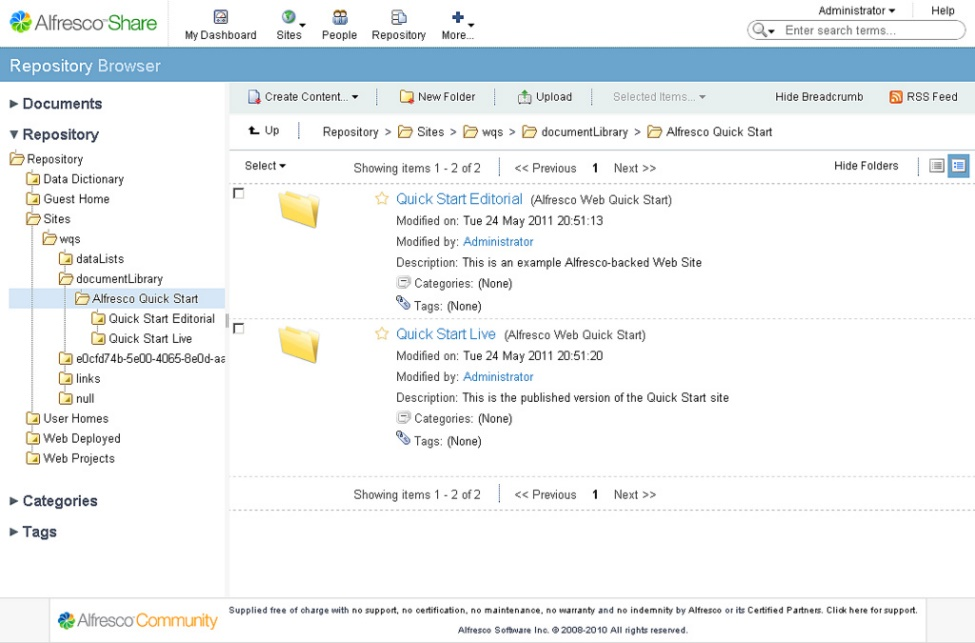 Alfresco Share
My Dashboard Sites People Repository More...
Administrator Help
Enter search terms...
Repository Browser
Documents
Repository
Repository
Data Dictionary
Guest Home
Sites
wqs
dataLists
documentLibrary
Alfresco Quick Start
Quick Start Editorial
Quick Start Live
e0cfd74b-5e00-4065-8e0d-aa
links
null
User Homes
Web Deployed
Web Projects
Categories
Tags
Create Content... New Folder Upload Selected Items... Hide Breadcrumb RSS Feed
Up Repository > Sites > wqs > documentLibrary > Alfresco Quick Start
Select Showing items 1 - 2 of 2 << Previous 1 Next >> Hide Folders
Quick Start Editorial (Alfresco Web Quick Start)
Modified on: Tue 24 May 2011 20:51:13
Modified by: Administrator
Description: This is an example Alfresco-backed Web Site
Categories: (None)
Tags: (None)
Quick Start Live (Alfresco Web Quick Start)
Modified on: Tue 24 May 2011 20:51:20
Modified by: Administrator
Description: This is the published version of the Quick Start site
Categories: (None)
Tags: (None)
Showing items 1 - 2 of 2 << Previous 1 Next >>
Alfresco Community
Supplied free of charge with no support, no certification, no maintenance, no warranty and no indemnity by Alfresco or its Certified Partners. Click here for support.
Alfresco Software Inc. © 2008-2010 All rights reserved.